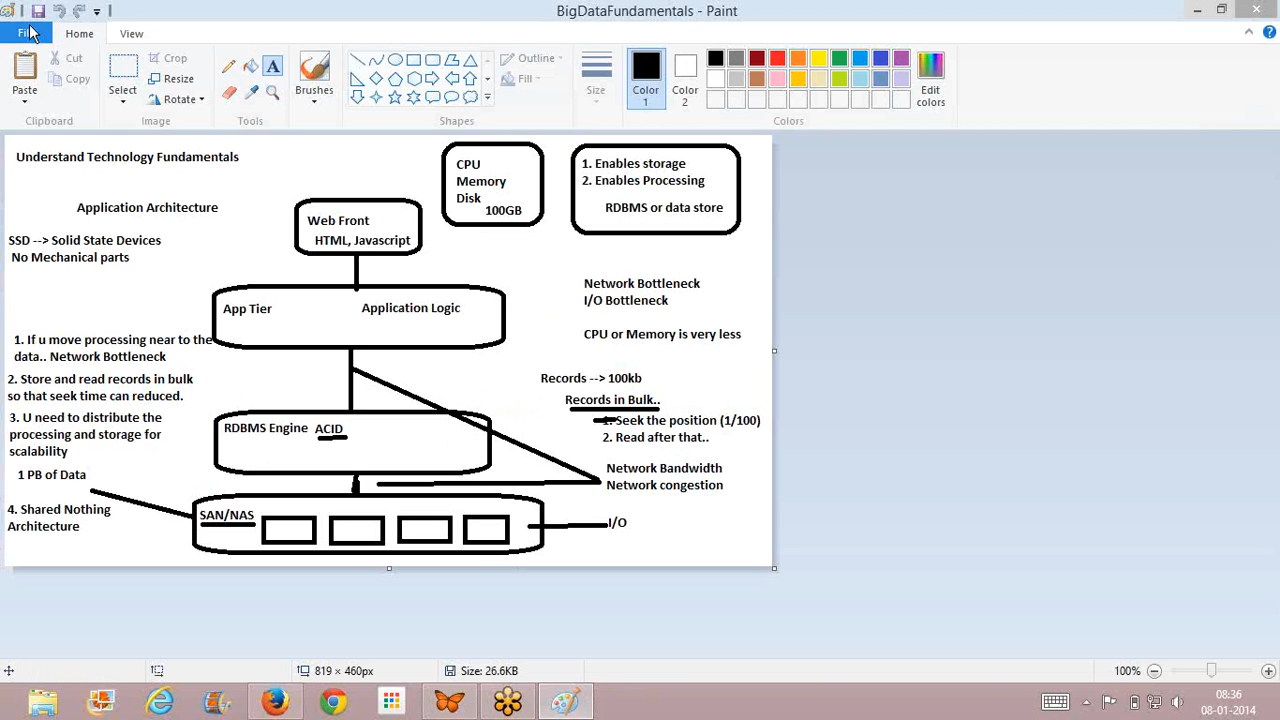 BigDataFundamentals - Paint
File
Home
View
Paste
Cut
Copy
Clipboard
Select
Crop
Resize
Rotate
Image
Tools
Brushes
Shapes
Outline
Fill
Size
Color
1
Color
2
Edit
colors
Colors
Understand Technology Fundamentals
Application Architecture
SSD --> Solid State Devices
No Mechanical parts
Web Front
HTML, Javascript
CPU
Memory
Disk
100GB
1. Enables storage
2. Enables Processing
RDBMS or data store
App Tier
Application Logic
Network Bottleneck
I/O Bottleneck
CPU or Memory is very less
1. If u move processing near to the
data.. Network Bottleneck
2. Store and read records in bulk
so that seek time can reduced.
3. U need to distribute the
processing and storage for
scalability
1 PB of Data
4. Shared Nothing
Architecture
Records --> 100kb
Records in Bulk..
1. Seek the position (1/100)
2. Read after that..
RDBMS Engine
ACID
Network Bandwidth
Network congestion
SAN/NAS
I/O
819 × 460px
Size: 26.6KB
100%
08:36
08-01-2014